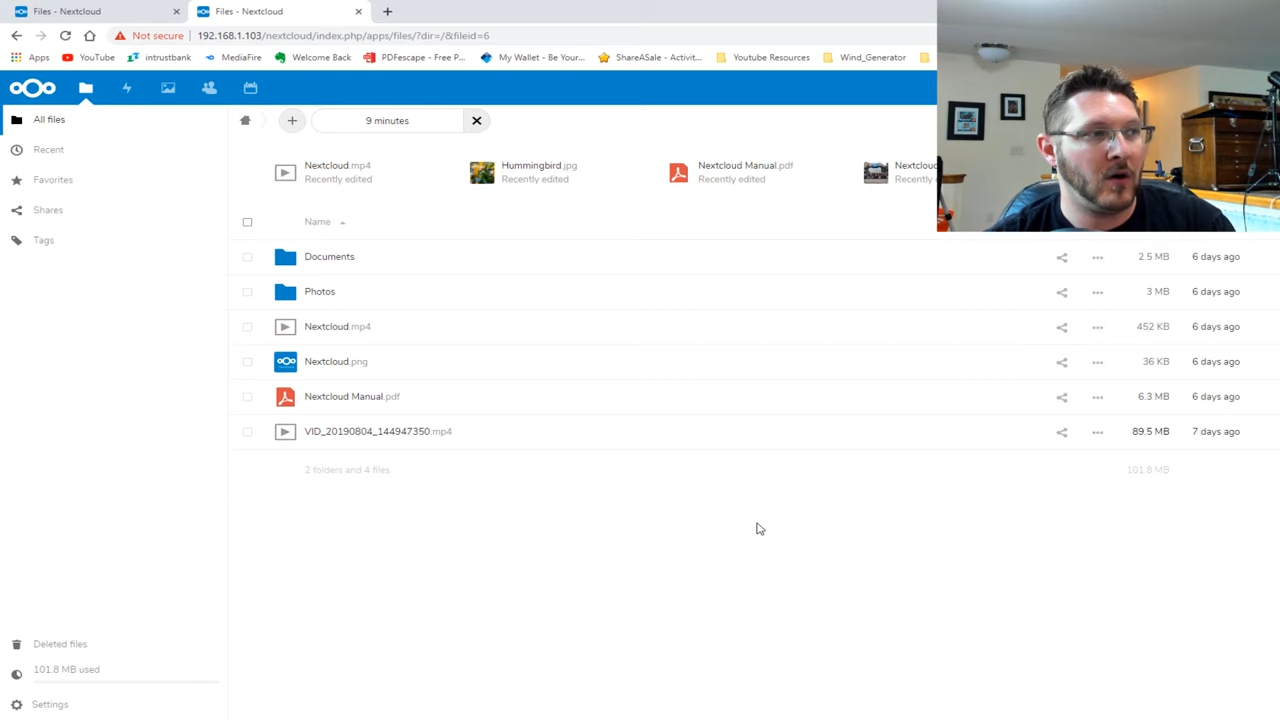 Files - Nextcloud
Files - Nextcloud
Not secure 192.168.1.103/nextcloud/index.php/apps/files/?dir=/&fileid=6
Apps YouTube intrustbank MediaFire Welcome Back PDFescape - Free P... My Wallet - Be Your... ShareASale - Activit... Youtube Resources Wind_Generator
All files
Recent
Favorites
Shares
Tags
9 minutes
Nextcloud.mp4
Recently edited
Hummingbird.jpg
Recently edited
Nextcloud Manual.pdf
Recently edited
Nextcloud
Recently edited
Name
Documents 2.5 MB 6 days ago
Photos 3 MB 6 days ago
Nextcloud.mp4 452 KB 6 days ago
Nextcloud.png 36 KB 6 days ago
Nextcloud Manual.pdf 6.3 MB 6 days ago
VID_20190804_144947350.mp4 89.5 MB 7 days ago
2 folders and 4 files 101.8 MB
Deleted files
101.8 MB used
Settings